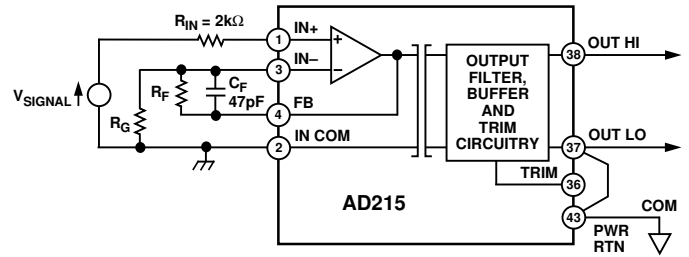 R_IN = 2kΩ
1
IN+
+
3
IN–
–
R_F
C_F
47pF
V_SIGNAL
4
FB
R_G
2
IN COM
OUTPUT
FILTER,
BUFFER
AND
TRIM
CIRCUITRY
38
OUT HI
37
OUT LO
TRIM
36
AD215
43
COM
PWR
RTN